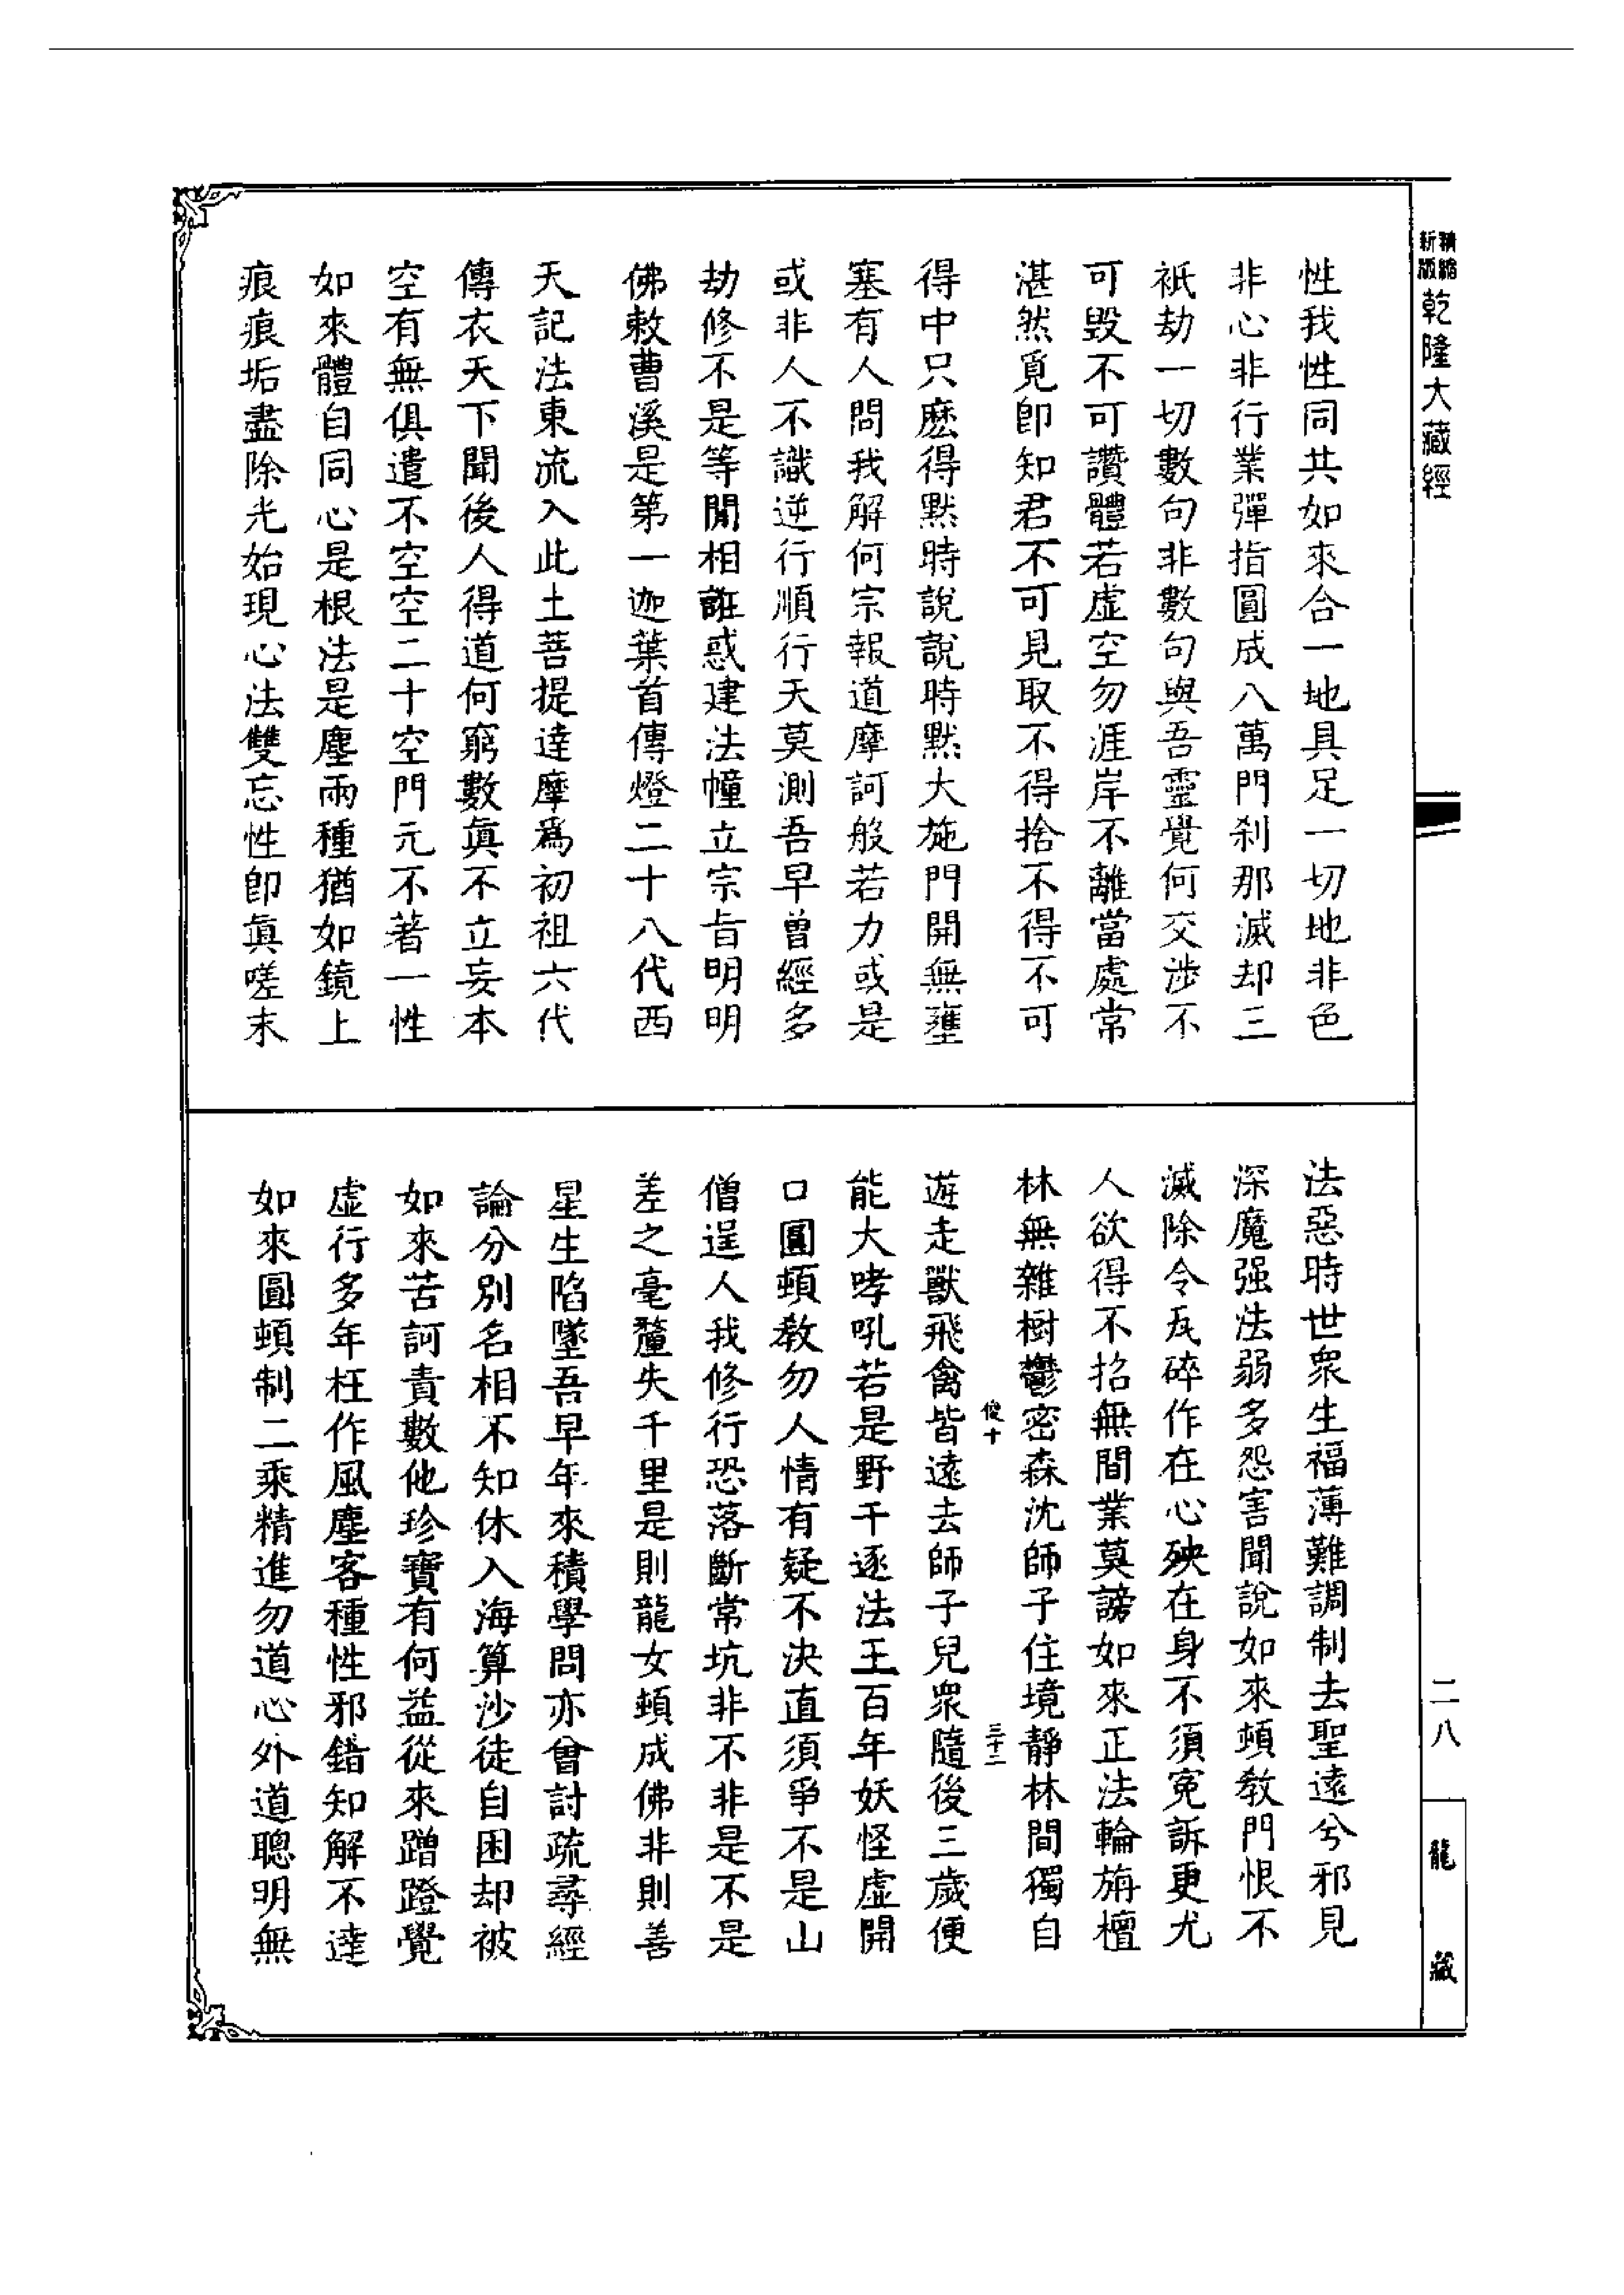 精縮新版乾隆大藏經
性我性同共如來合一地具足一切地非色
非心非行業彈指圓成八萬門刹那滅却三
祇劫一切數句非數句與吾靈覺何交涉不
可毀不可讚體若虛空勿涯岸不離當處常
湛然覓卽知君不可見取不得捨不得不可
得中只麽得默時說說時默大施門開無壅
塞有人問我解何宗報道摩訶般若力或是
或非人不識逆行順行天莫測吾早曾經多
劫修不是等閒相誑惑建法幢立宗旨明明
佛敕曹溪是第一迦葉首傳燈二十八代西
天記法東流入此土菩提達摩爲初祖六代
傳衣天下聞後人得道何窮數眞不立妄本
空有無俱遣不空空二十空門元不著一性
如來體自同心是根法是塵兩種猶如鏡上
痕痕垢盡除光始現心法雙忘性卽眞嗟末
法惡時世衆生福薄難調制去聖遠兮邪見
深魔强法弱多怨害聞說如來頓教門恨不
滅除令瓦碎作在心殃在身不須寃訴更尤
人欲得不招無間業莫謗如來正法輪旃檀
林無雜樹鬱密森沈師子住境靜林間獨自
俊十
三十二
遊走獸飛禽皆遠去師子兒衆隨後三歲便
能大哮吼若是野干逐法王百年妖怪虛開
口圓頓教勿人情有疑不決直須爭不是山
僧逞人我修行恐落斷常坑非不非是不是
差之毫釐失千里是則龍女頓成佛非則善
星生陷墜吾早年來積學問亦曾討疏尋經
論分別名相不知休入海算沙徒自困却被
如來苦訶責數他珍寶有何益從來蹭蹬覺
虛行多年枉作風塵客種性邪錯知解不達
如來圓頓制二乘精進勿道心外道聰明無
二八
龍藏